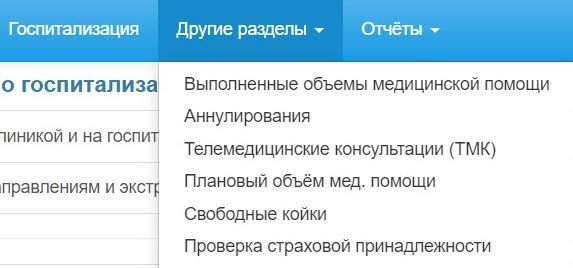 Госпитализация Другие разделы Отчёты
о госпитализа
Выполненные объемы медицинской помощи
Аннулирования
линикой и на госпит
Телемедицинские консультации (ТМК)
Плановый объём мед. помощи
аправлениям и экстр
Свободные койки
Проверка страховой принадлежности